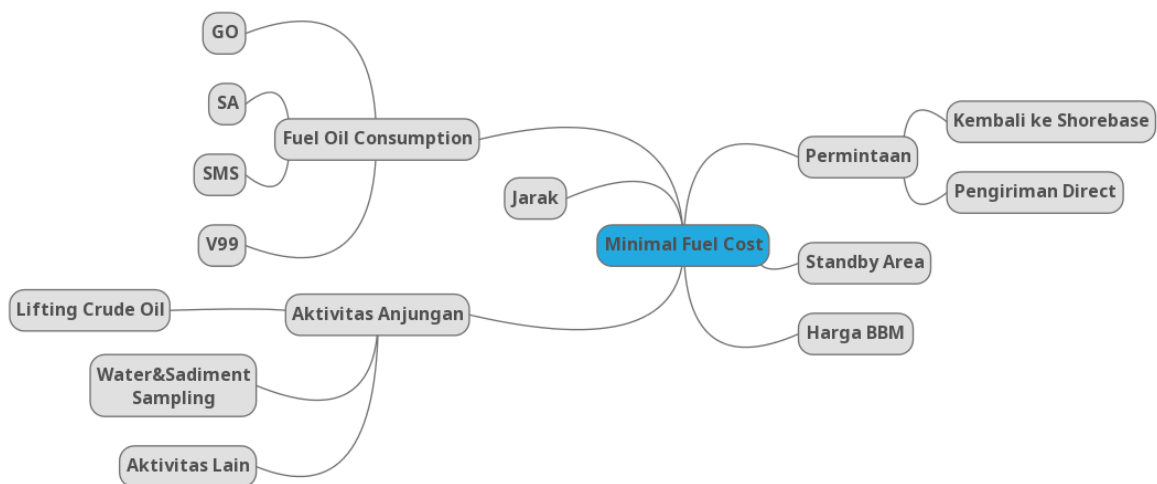 GO
SA
Fuel Oil Consumption
SMS
V99
Jarak
Minimal Fuel Cost
Permintaan
Kembali ke Shorebase
Pengiriman Direct
Standby Area
Harga BBM
Lifting Crude Oil
Aktivitas Anjungan
Water&Sadiment
Sampling
Aktivitas Lain